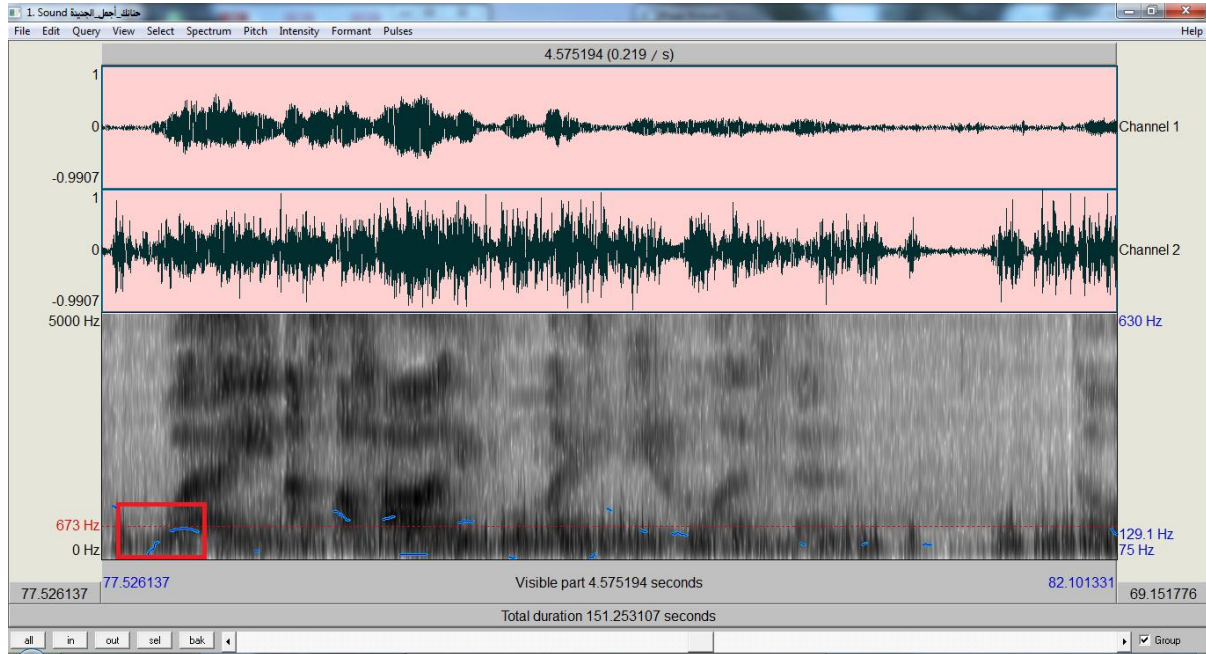 1. Sound حنانك_أجمل_الجنينة
File Edit Query View Select Spectrum Pitch Intensity Formant Pulses Help
4.575194 (0.219 / s)
1
0
Channel 1
-0.9907
1
0
Channel 2
-0.9907
5000 Hz
630 Hz
673 Hz
129.1 Hz
0 Hz
75 Hz
77.526137
77.526137 Visible part 4.575194 seconds 82.101331
69.151776
Total duration 151.253107 seconds
all in out sel bak Group